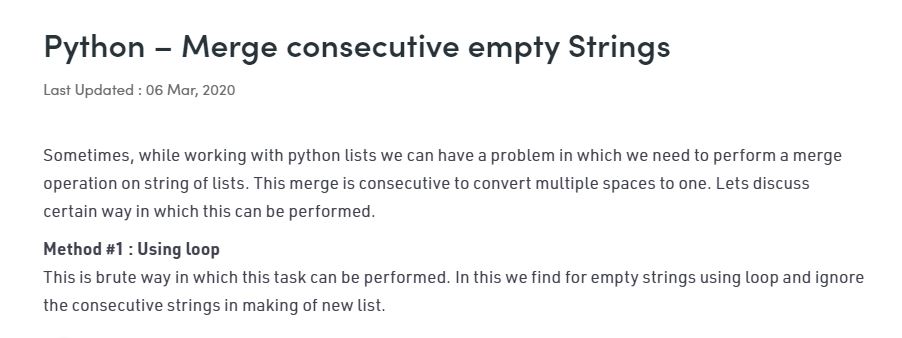 Python – Merge consecutive empty Strings
Last Updated : 06 Mar, 2020
Sometimes, while working with python lists we can have a problem in which we need to perform a merge
operation on string of lists. This merge is consecutive to convert multiple spaces to one. Lets discuss
certain way in which this can be performed.
Method #1 : Using loop
This is brute way in which this task can be performed. In this we find for empty strings using loop and ignore
the consecutive strings in making of new list.